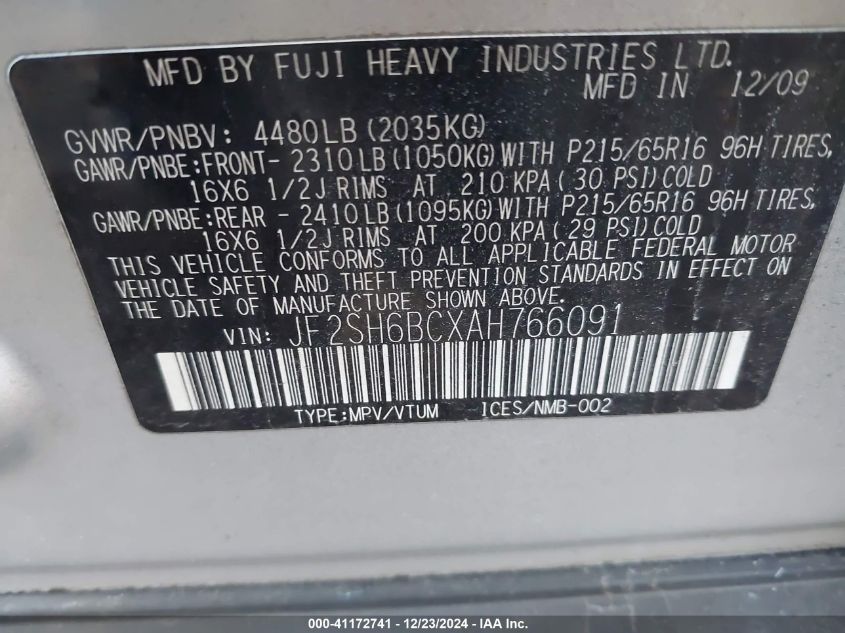 MFD BY FUJI HEAVY INDUSTRIES LTD.
MFD IN 12/09
GVWR/PNBV: 4480LB(2035KG)
GAWR/PNBE:FRONT- 2310LB(1050KG)WITH P215/65R16 96H TIRES,
16X6 1/2J RIMS AT 210 KPA( 30 PSI)COLD
GAWR/PNBE:REAR - 2410LB(1095KG)WITH P215/65R16 96H TIRES,
16X6 1/2J RIMS AT 200 KPA( 29 PSI)COLD
THIS VEHICLE CONFORMS TO ALL APPLICABLE FEDERAL MOTOR
VEHICLE SAFETY AND THEFT PREVENTION STANDARDS IN EFFECT ON
THE DATE OF MANUFACTURE SHOWN ABOVE.
VIN: JF2SH6BCXAH766091
TYPE:MPV/VTUM ICES/NMB-002
000-41172741 | 12/23/2024 - IAA Inc.